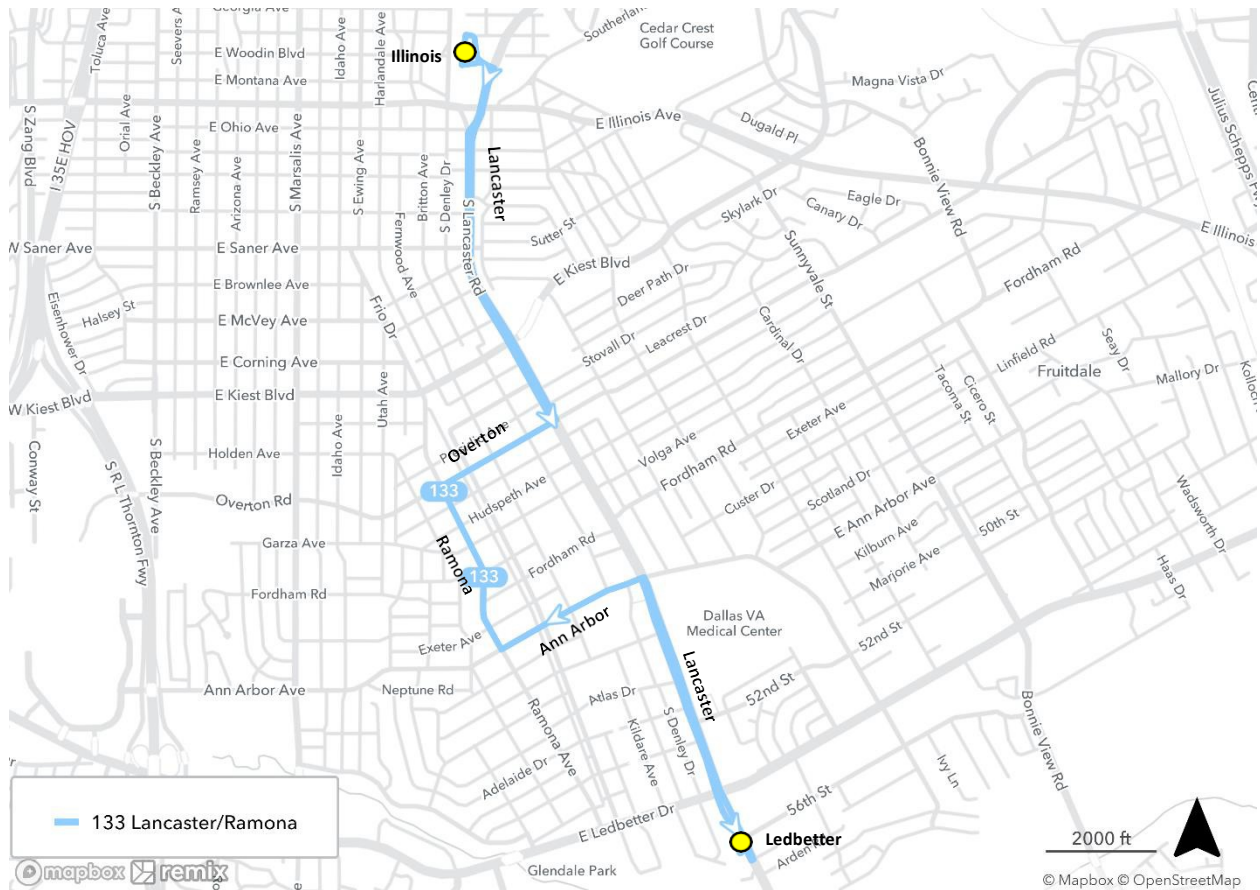 Georgia Ave
Southerlan
Cedar Crest
Golf Course
Toluca Ave
Seevers A
E Woodin Blvd
Idaho Ave
Harlandale Ave
Illinois
E Montana Ave
Magna Vista Dr
S Zang Blvd
I 35E HOV
Orial Ave
S Beckley Ave
Ramsey Ave
Arizona Ave
S Marsalis Ave
E Ohio Ave
S Ewing Ave
Britton Ave
S Denley Dr
Lancaster
E Illinois Ave
Dugald Pl
Bonnie View Rd
Julius Schepps Fwy
Cent
Fernwood Ave
S Lancaster Rd
Sutter St
Skylark Dr
Eagle Dr
Canary Dr
W Saner Ave
E Saner Ave
E Illinois
E Kiest Blvd
Sunnyvale St
Fordham Rd
E Brownlee Ave
Deer Path Dr
Eisenhower Dr
Halsey St
E McVey Ave
Frio Dr
Stovall Dr
Leacrest Dr
Cardinal Dr
Linfield Rd
Seay Dr
E Corning Ave
Fruitdale
Mallory Dr
Kolloch
W Kiest Blvd
E Kiest Blvd
Utah Ave
Tacoma St
Cicero St
Conway St
S R L Thornton Fwy
S Beckley Ave
Holden Ave
Idaho Ave
Overton
Volga Ave
Fordham Rd
Exeter Ave
Overton Rd
133
Hudspeth Ave
Custer Dr
Scotland Dr
E Ann Arbor Ave
50th St
Wadsworth Dr
Garza Ave
Ramona
Fordham Rd
Kilburn Ave
Marjorie Ave
Haas Dr
133
Fordham Rd
Exeter Ave
Ann Arbor
Dallas VA
Medical Center
52nd St
Ann Arbor Ave
Neptune Rd
Atlas Dr
Lancaster
52nd St
Ramona Ave
Kildare Ave
S Denley Dr
Bonnie View Rd
Adelaide Dr
Ivy Ln
56th St
133 Lancaster/Ramona
E Ledbetter Dr
Ledbetter
Arden
2000 ft
mapbox remix
Glendale Park
© Mapbox © OpenStreetMap